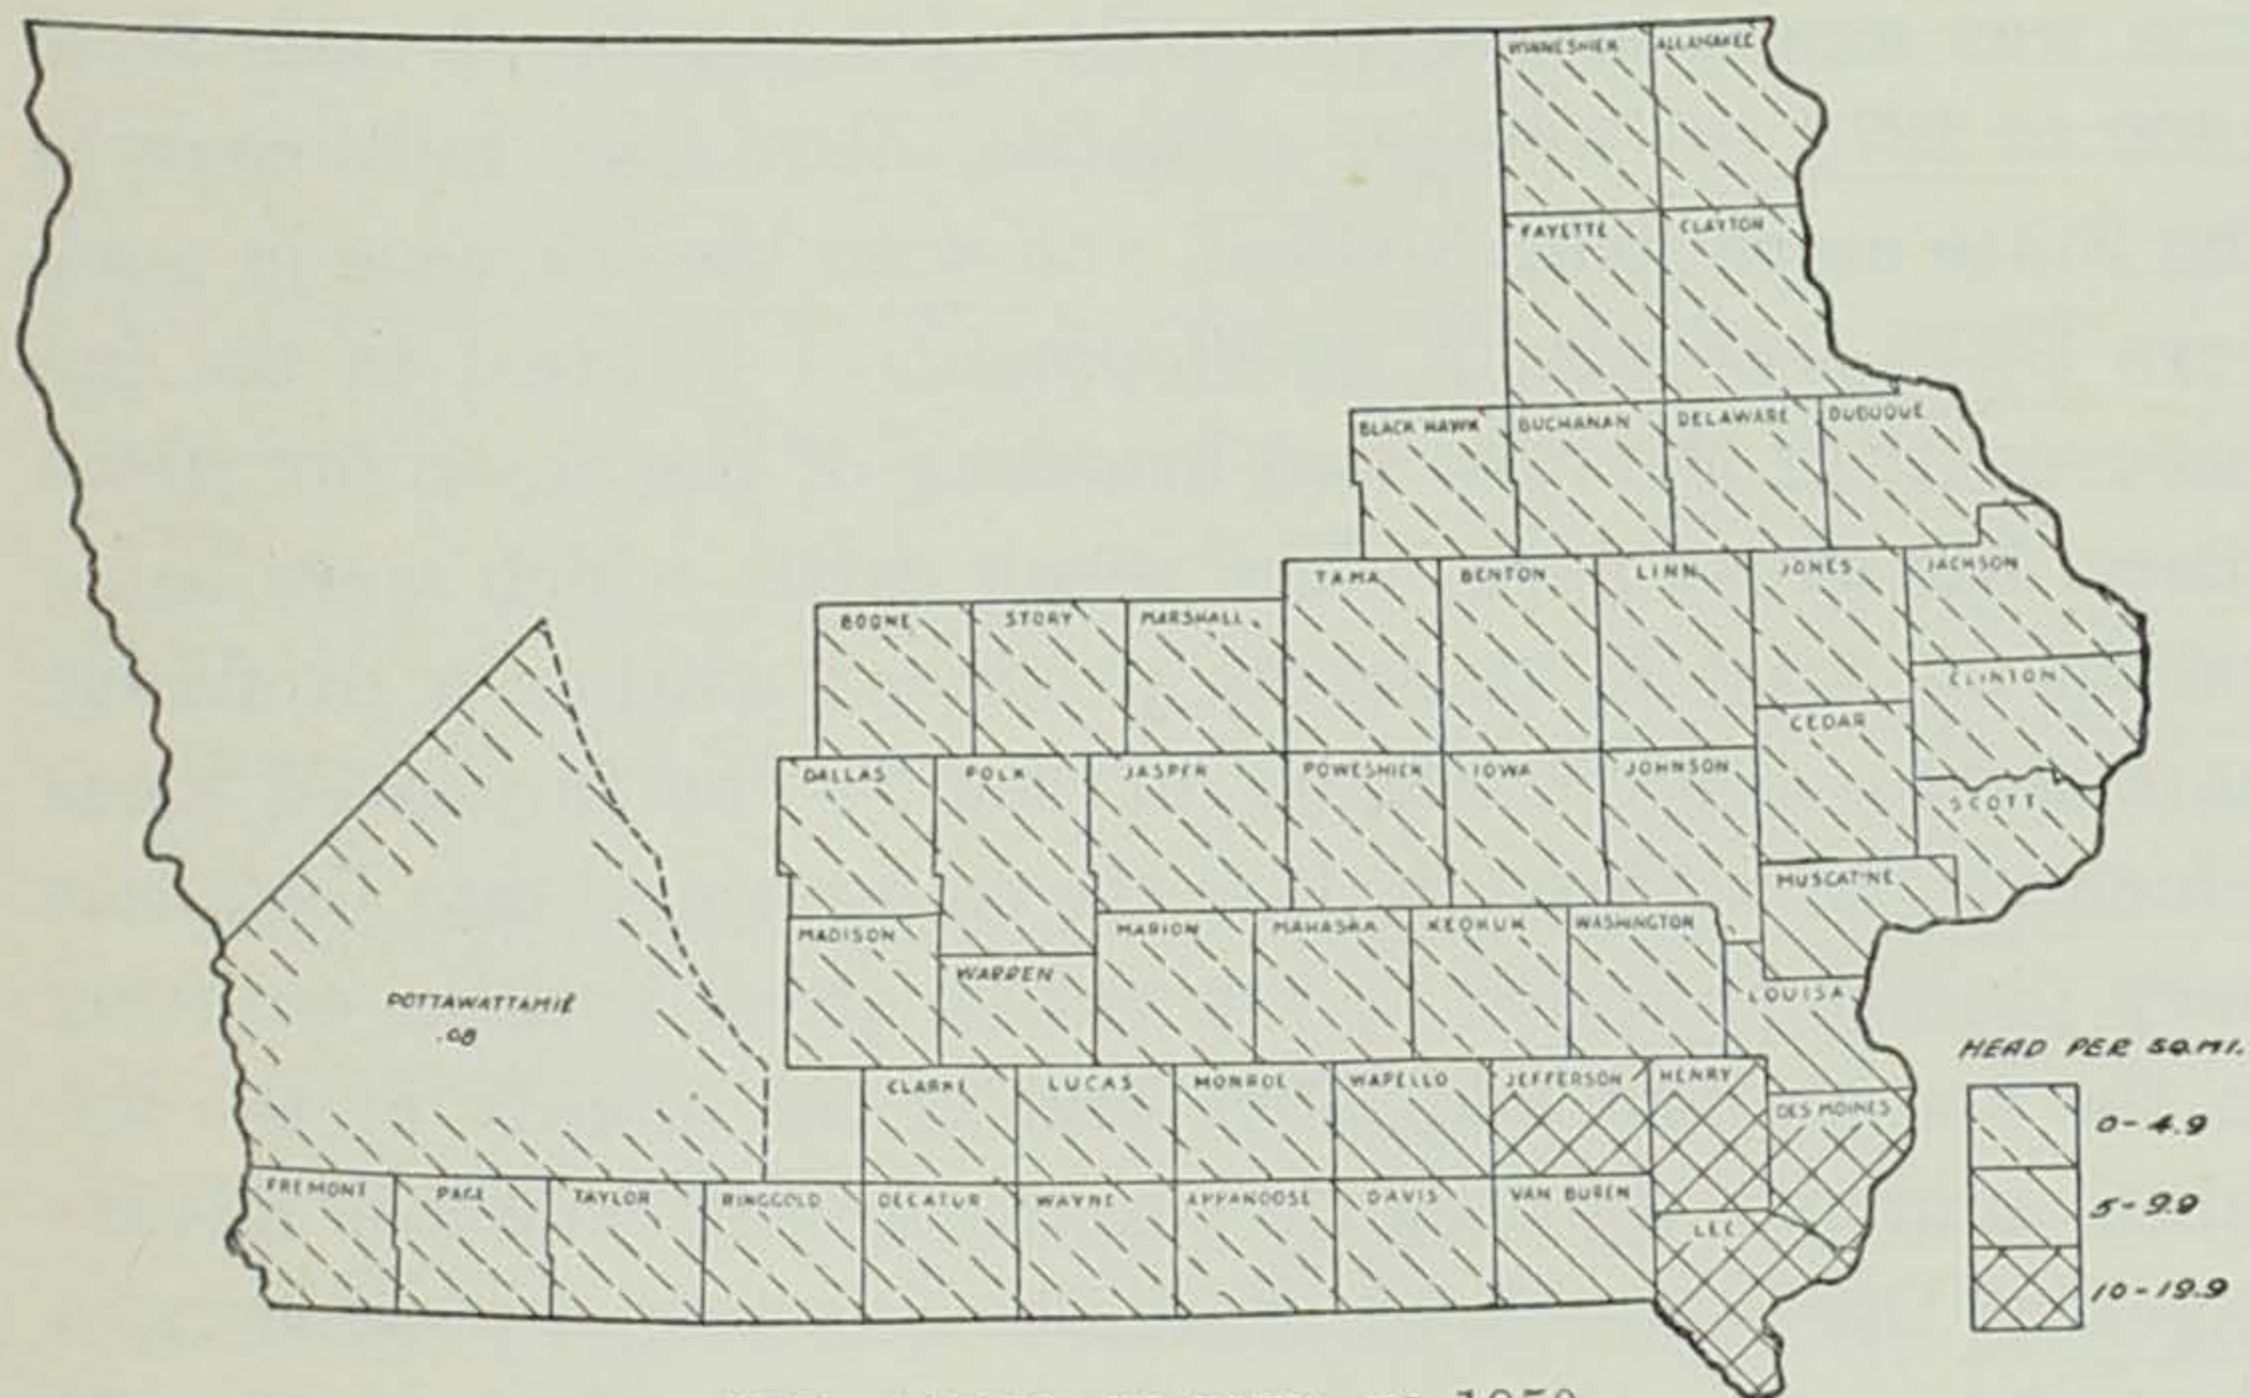 WINNESHIEK ALLAMAKEE
FAYETTE CLAYTON
BLACK HAWK BUCHANAN DELAWARE DUBUQUE
TAMA BENTON LINN JONES JACKSON
BOONE STORY MARSHALL
CLINTON
CEDAR
DALLAS POLK JASPER POWESHIEK IOWA JOHNSON
SCOTT
MUSCATINE
MADISON MARION MAHASKA KEOKUK WASHINGTON
WARREN
LOUISA
POTTAWATTAMIE
.08
HEAD PER SQ. MI.
CLARKE LUCAS MONROE WAPELLO JEFFERSON HENRY
DES MOINES
0-4.9
FREMONT PAGE TAYLOR RINGGOLD DECATUR WAYNE APPANOOSE DAVIS VAN BUREN
5-9.9
LEE
10-19.9
1850